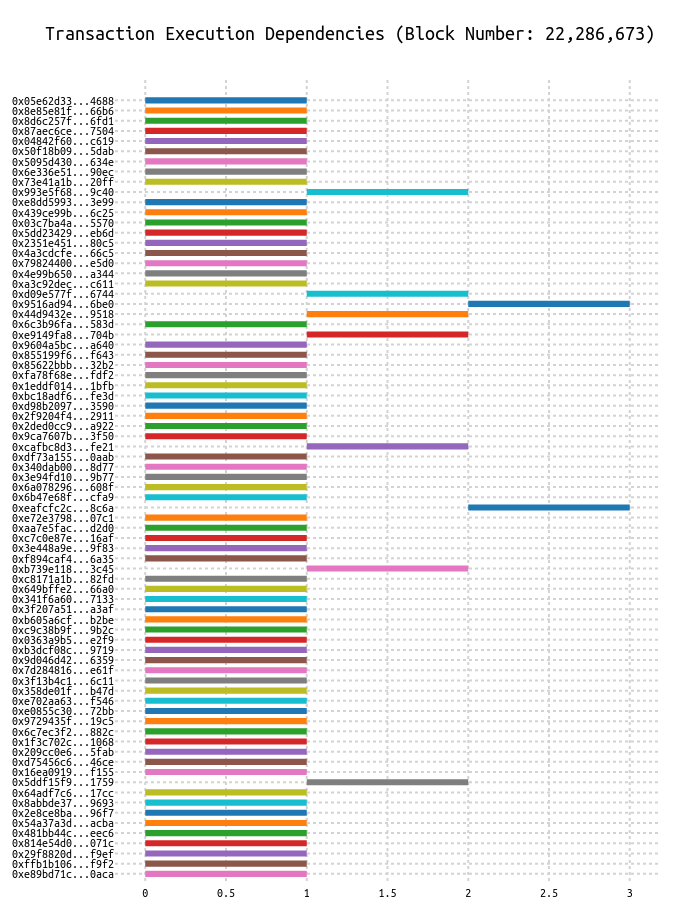 Transaction Execution Dependencies (Block Number: 22,286,673)
0x05e62d33...4688
0x8e85e81f...66b6
0x8d6c257f...6fd1
0x87aec6ce...7504
0x04842f60...c619
0x50f18b09...5dab
0x5095d430...634e
0x6e336e51...90ec
0x73e41a1b...20ff
0x993e5f68...9c40
0xe8dd5993...3e99
0x439ce99b...6c25
0x03c7ba4a...5570
0x5dd23429...eb6d
0x2351e451...80c5
0x4a3cdcfe...66c5
0x79824400...e5d0
0x4e99b650...a344
0xa3c92dec...c611
0xd09e577f...6744
0x9516ad94...6be0
0x44d9432e...9518
0x6c3b96fa...583d
0xe9149fa8...704b
0x9604a5bc...a640
0x855199f6...f643
0x85622bbb...32b2
0xfa78f68e...fdf2
0x1eddf014...1bfb
0xbc18adf6...fe3d
0xd98b2097...3590
0x2f9204f4...2911
0x2ded0cc9...a922
0x9ca7607b...3f50
0xcafbc8d3...fe21
0xdf73a155...0aab
0x340dab00...8d77
0x3e94fd10...9b77
0x6a078296...608f
0x6b47e68f...cfa9
0xeafcfc2c...8c6a
0xe72e3798...07c1
0xaa7e5fac...d2d0
0xc7c0e87e...16af
0x3e448a9e...9f83
0xf894caf4...6a35
0xb739e118...3c45
0xc8171a1b...82fd
0x649bffe2...66a0
0x341f6a60...7133
0x3f207a51...a3af
0xb605a6cf...b2be
0xc9c38b9f...9b2c
0x0363a9b5...e2f9
0xb3dcf08c...9719
0x9d046d42...6359
0x7d284816...e61f
0x3f13b4c1...6c11
0x358de01f...b47d
0xe702aa63...f546
0xe0855c30...72bb
0x9729435f...19c5
0x6c7ec3f2...882c
0x1f3c702c...1068
0x209cc0e6...5fab
0xd75456c6...46ce
0x16ea0919...f155
0x5ddf15f9...1759
0x64adf7c6...17cc
0x8abbde37...9693
0x2e8ce8ba...96f7
0x54a37a3d...acba
0x481bb44c...eec6
0x814e54d0...071c
0x29f8820d...f9ef
0xffb1b106...f9f2
0xe89bd71c...0aca
0 0.5 1 1.5 2 2.5 3